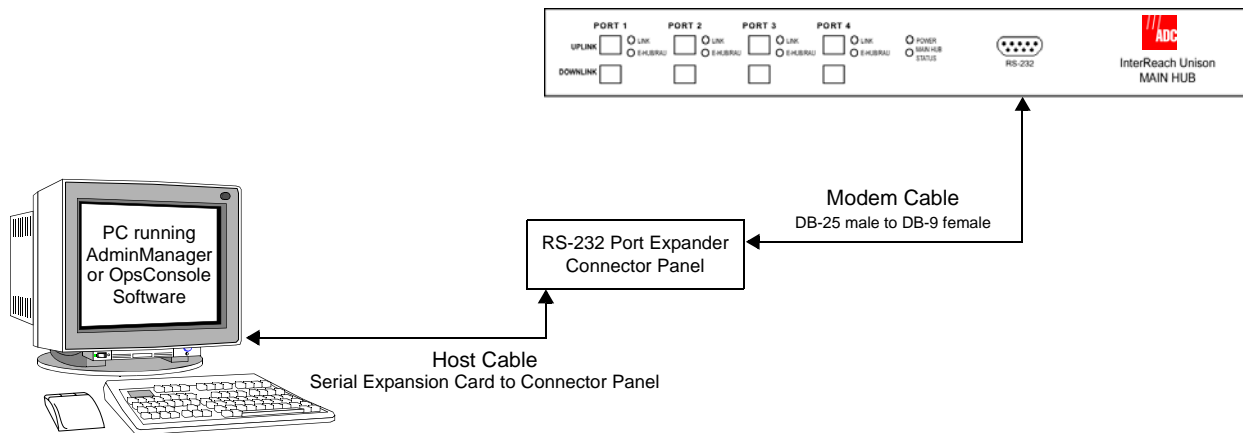 PORT 1 PORT 2 PORT 3 PORT 4
UPLINK LINK LINK LINK LINK POWER
E-HUB/RAU E-HUB/RAU E-HUB/RAU E-HUB/RAU MAIN HUB
STATUS
DOWNLINK
RS-232
ADC
InterReach Unison
MAIN HUB
Modem Cable
DB-25 male to DB-9 female
RS-232 Port Expander
Connector Panel
PC running
AdminManager
or OpsConsole
Software
Host Cable
Serial Expansion Card to Connector Panel